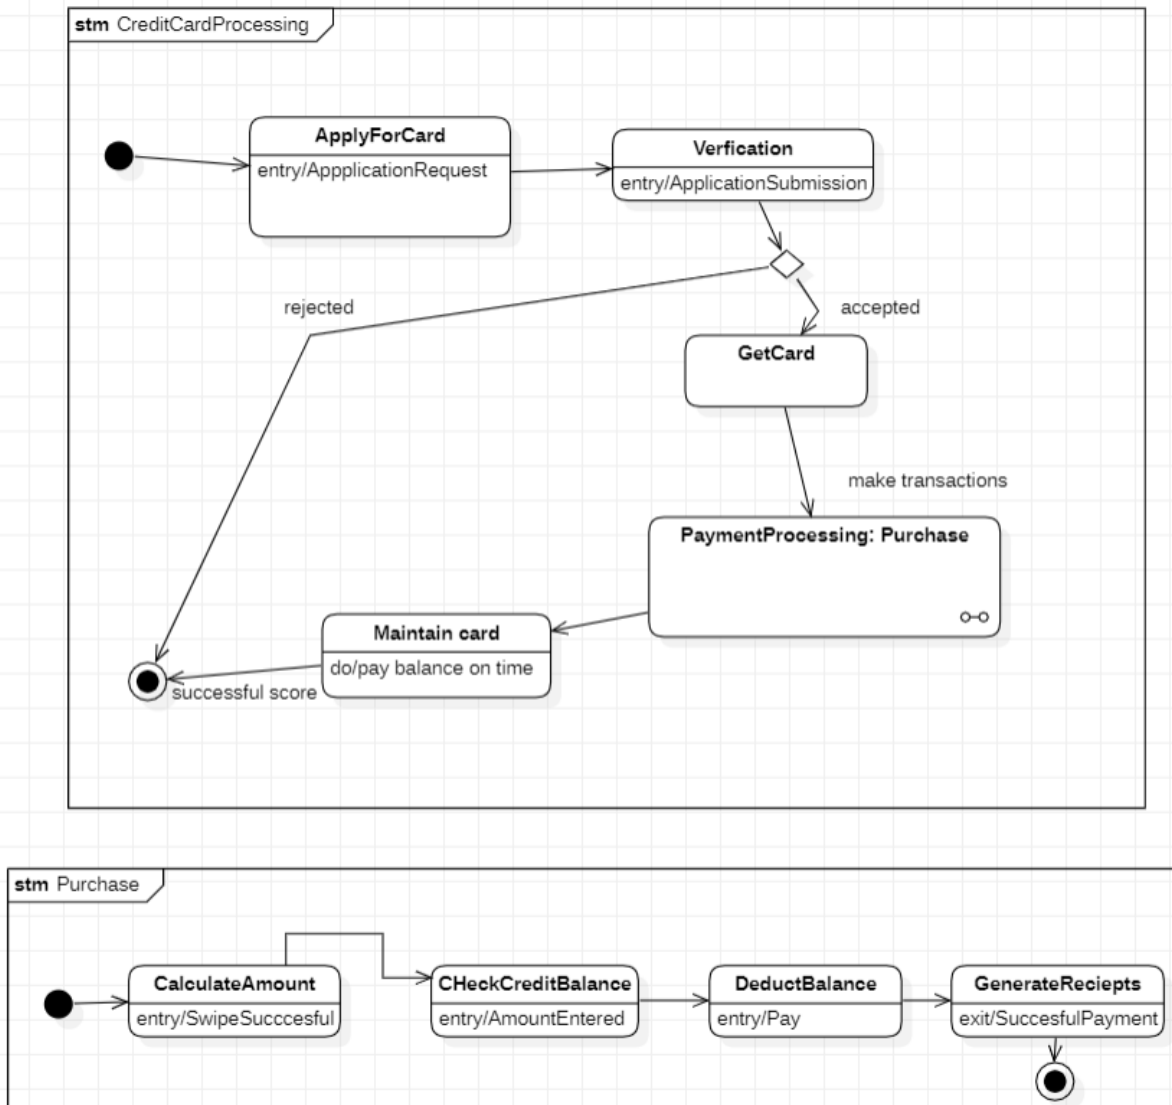 stm CreditCardProcessing
ApplyForCard
entry/AppplicationRequest
Verfication
entry/ApplicationSubmission
rejected
accepted
GetCard
make transactions
PaymentProcessing: Purchase
Maintain card
do/pay balance on time
successful score
stm Purchase
CalculateAmount
entry/SwipeSucccesful
CHeckCreditBalance
entry/AmountEntered
DeductBalance
entry/Pay
GenerateReciepts
exit/SuccesfulPayment